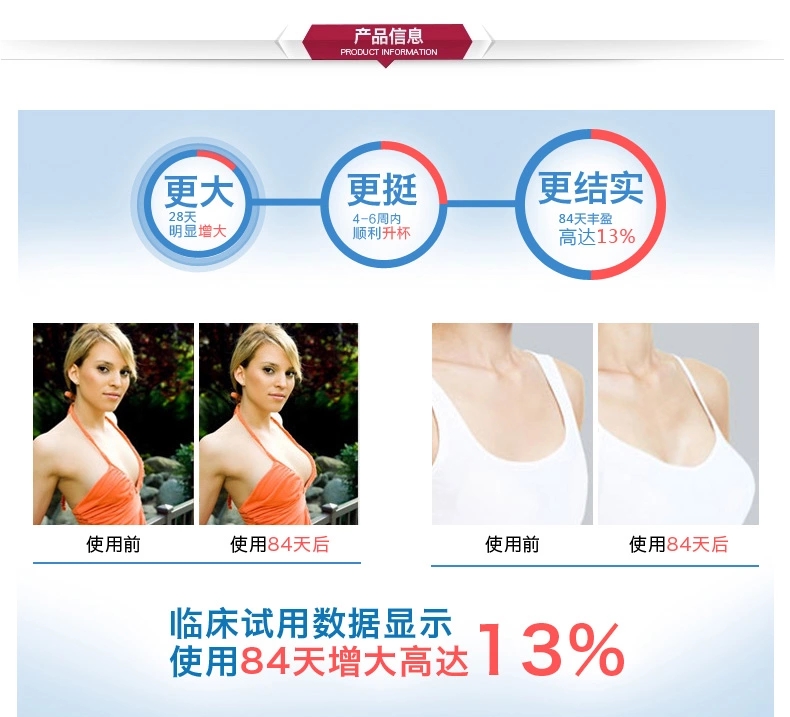 产品信息
PRODUCT INFORMATION
更大
28天
明显增大
更挺
4-6周内
顺利升杯
更结实
84天丰盈
高达13%
使用前
使用84天后
使用前
使用84天后
临床试用数据显示
使用84天增大高达13%